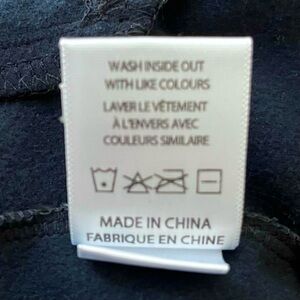 WASH INSIDE OUT
WITH LIKE COLOURS
LAVER LE VÊTEMENT
À L'ENVERS AVEC
COULEURS SIMILAIRE
MADE IN CHINA
FABRIQUE EN CHINE